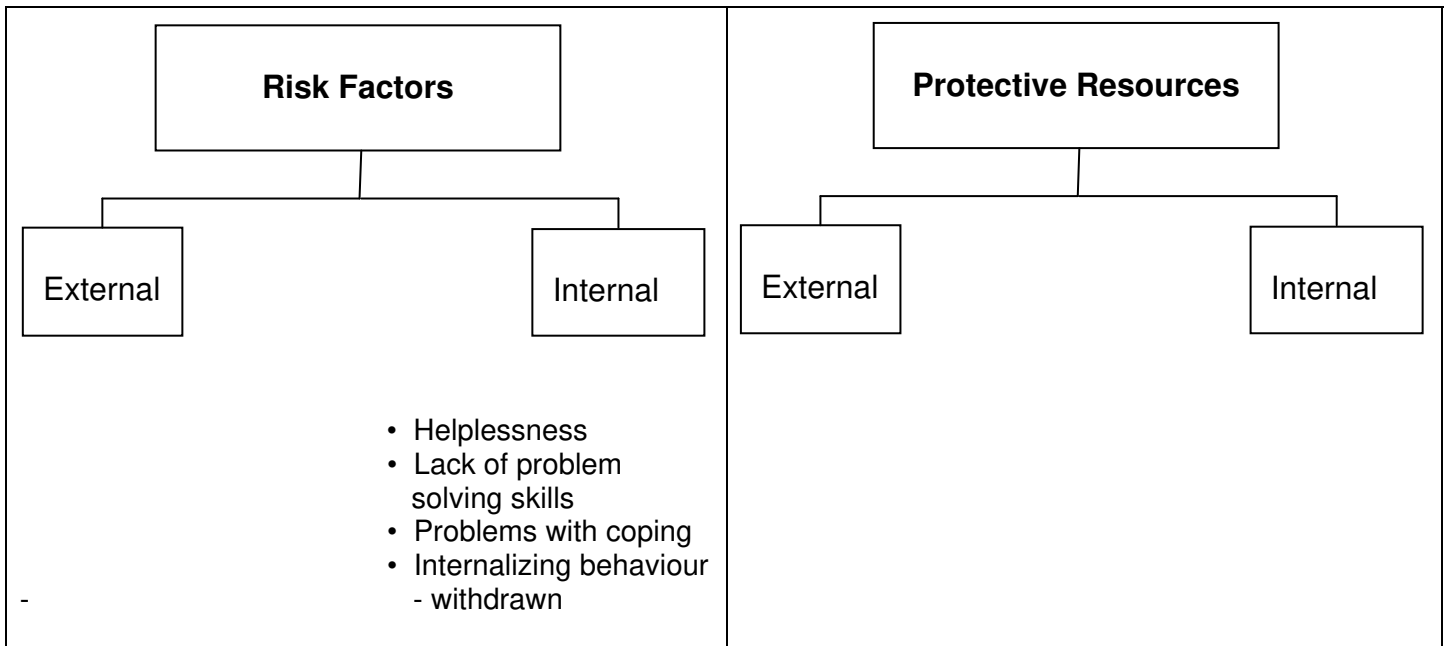 Risk Factors
External
Internal
• Helplessness
• Lack of problem
solving skills
• Problems with coping
• Internalizing behaviour
- withdrawn
-
Protective Resources
External
Internal